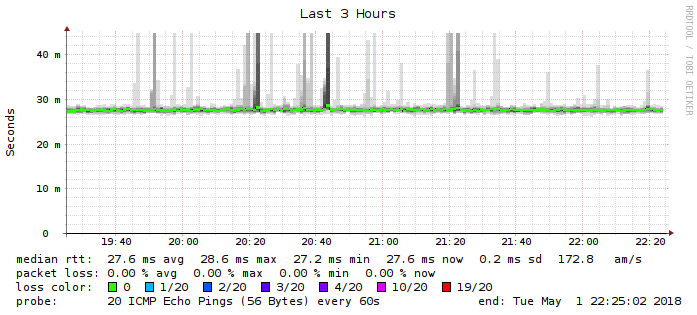 Last 3 Hours
RRDTOOL / TOBI OETIKER
Seconds
40 m
30 m
20 m
10 m
0
19:40 20:00 20:20 20:40 21:00 21:20 21:40 22:00 22:20
median rtt: 27.6 ms avg 28.6 ms max 27.2 ms min 27.6 ms now 0.2 ms sd 172.8 am/s
packet loss: 0.00 % avg 0.00 % max 0.00 % min 0.00 % now
loss color: 0 1/20 2/20 3/20 4/20 10/20 19/20
probe: 20 ICMP Echo Pings (56 Bytes) every 60s end: Tue May 1 22:25:02 2018